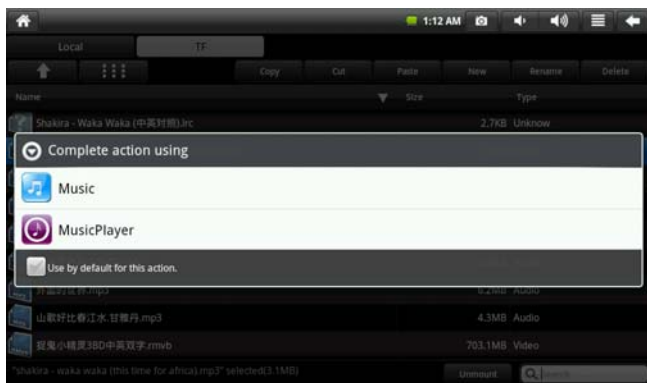 1:12 AM
Local
TF
Copy
Cut
Paste
New
Rename
Delete
Name
Size
Type
Shakira - Waka Waka (中英对照).lrc
2.7KB
Unknow
Complete action using
Music
MusicPlayer
Use by default for this action.
6.2MB
Audio
山歌好比春江水.甘雅丹.mp3
4.3MB
Audio
捉鬼小精灵3BD中英双字.rmvb
703.1MB
Video
"shakira - waka waka (this time for africa).mp3" selected(3.1MB)
Unmount
Search